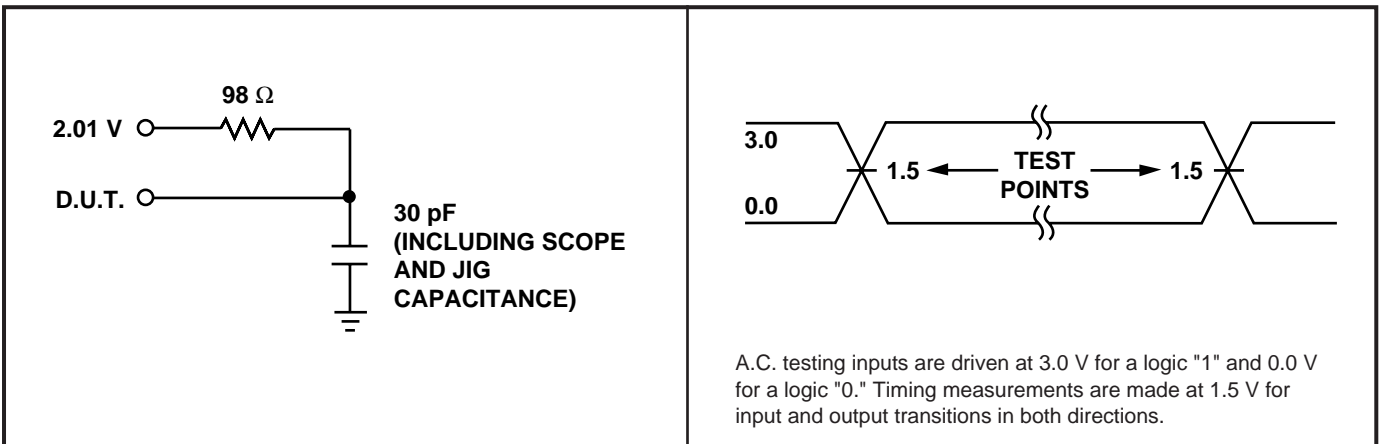 98 Ω
2.01 V
D.U.T.
30 pF
(INCLUDING SCOPE
AND JIG
CAPACITANCE)
3.0
0.0
1.5
TEST
POINTS
1.5
A.C. testing inputs are driven at 3.0 V for a logic "1" and 0.0 V
for a logic "0." Timing measurements are made at 1.5 V for
input and output transitions in both directions.